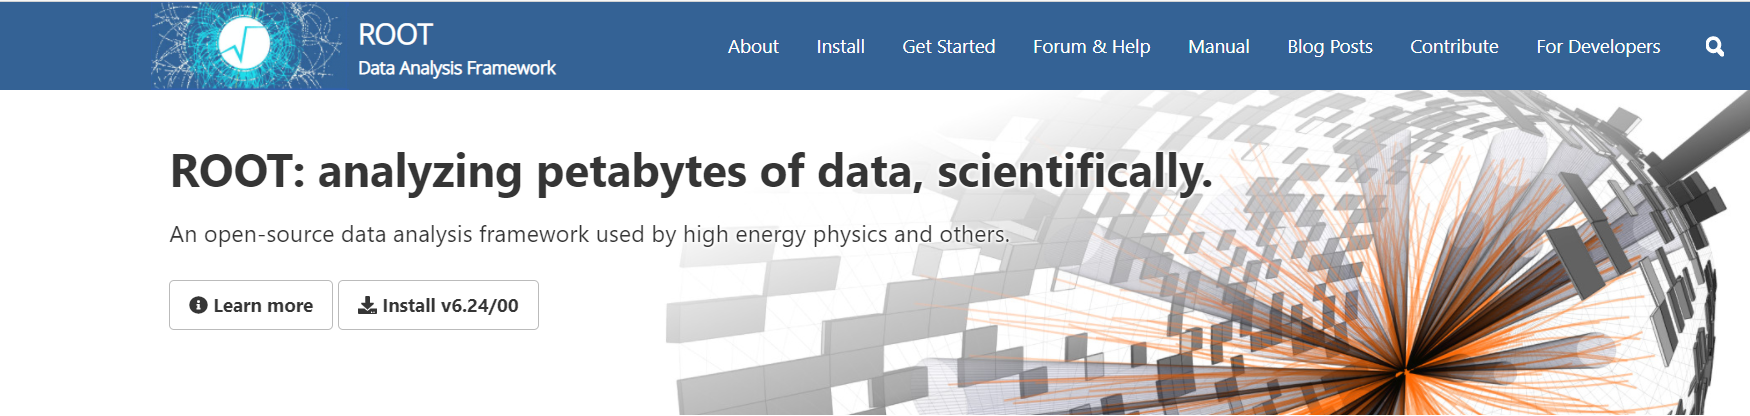 ROOT
Data Analysis Framework
About Install Get Started Forum & Help Manual Blog Posts Contribute For Developers
ROOT: analyzing petabytes of data, scientifically.
An open-source data analysis framework used by high energy physics and others.
Learn more Install v6.24/00